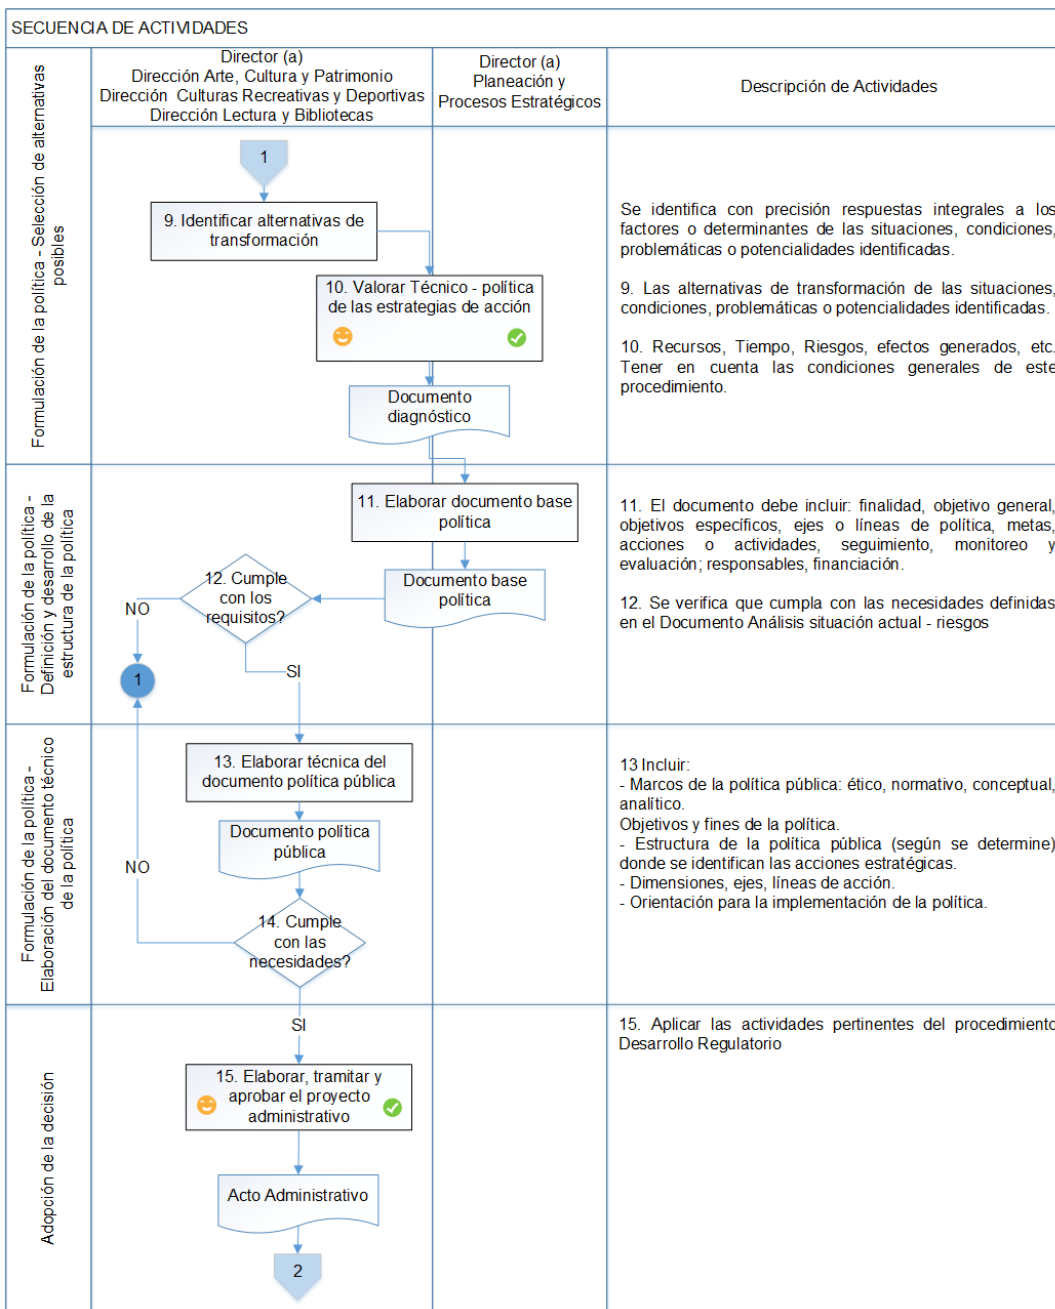 SECUENCIA DE ACTIVIDADES
Director (a)
Dirección Arte, Cultura y Patrimonio
Dirección Culturas Recreativas y Deportivas
Dirección Lectura y Bibliotecas
Director (a)
Planeación y
Procesos Estratégicos
Descripción de Actividades
Formulación de la política - Selección de alternativas
posibles
1
9. Identificar alternativas de
transformación
10. Valorar Técnico - política
de las estrategias de acción
Documento
diagnóstico
Se identifica con precisión respuestas integrales a los
factores o determinantes de las situaciones, condiciones,
problemáticas o potencialidades identificadas.
9. Las alternativas de transformación de las situaciones,
condiciones, problemáticas o potencialidades identificadas.
10. Recursos, Tiempo, Riesgos, efectos generados, etc.
Tener en cuenta las condiciones generales de este
procedimiento.
Formulación de la política -
Definición y desarrollo de la
estructura de la política
11. Elaborar documento base
política
Documento base
política
12. Cumple
con los
requisitos?
NO
1
SI
11. El documento debe incluir: finalidad, objetivo general,
objetivos específicos, ejes o líneas de política, metas,
acciones o actividades, seguimiento, monitoreo y
evaluación; responsables, financiación.
12. Se verifica que cumpla con las necesidades definidas
en el Documento Análisis situación actual - riesgos
Formulación de la política -
Elaboración del documento técnico
de la política
13. Elaborar técnica del
documento política pública
Documento política
pública
NO
14. Cumple
con las
necesidades?
13 Incluir:
- Marcos de la política pública: ético, normativo, conceptual,
analítico.
Objetivos y fines de la política.
- Estructura de la política pública (según se determine)
donde se identifican las acciones estratégicas.
- Dimensiones, ejes, líneas de acción.
- Orientación para la implementación de la política.
Adopción de la decisión
SI
15. Elaborar, tramitar y
aprobar el proyecto
administrativo
Acto Administrativo
2
15. Aplicar las actividades pertinentes del procedimiento
Desarrollo Regulatorio